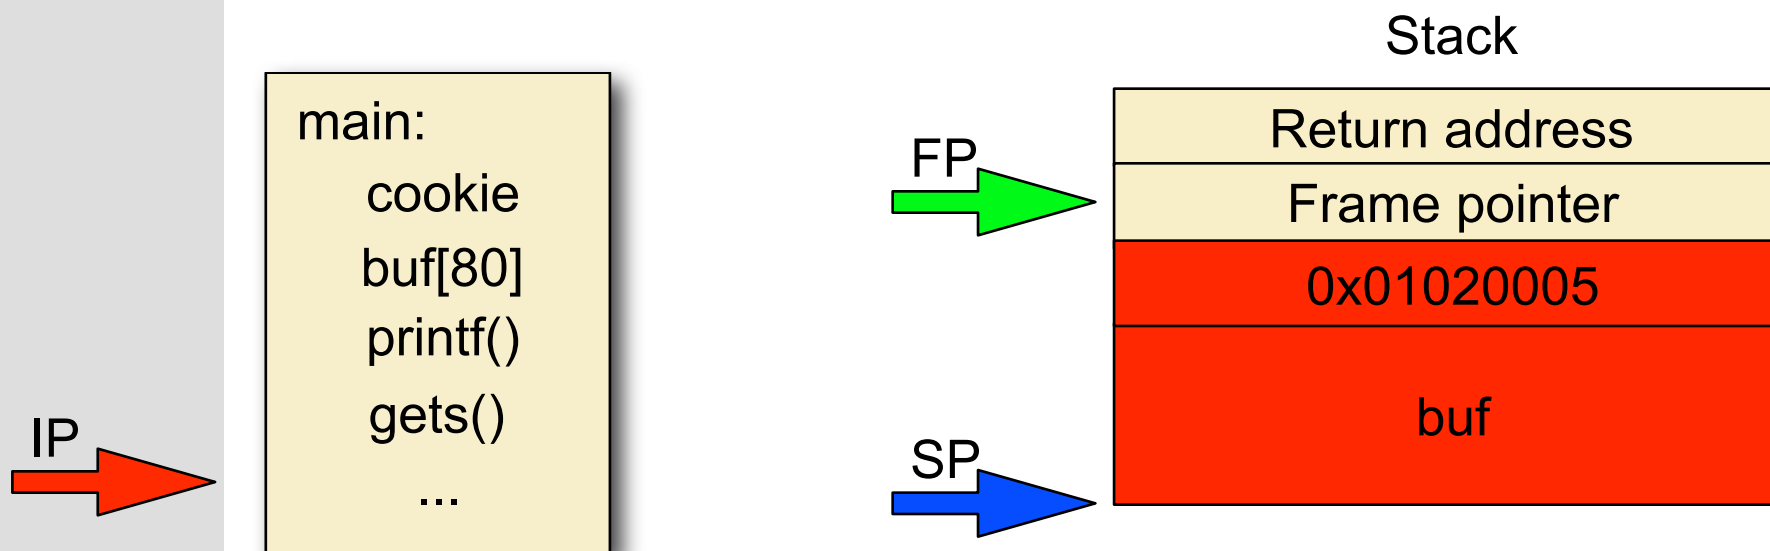 Stack
main:
cookie
buf[80]
printf()
gets()
...
IP
FP
SP
Return address
Frame pointer
0x01020005
buf